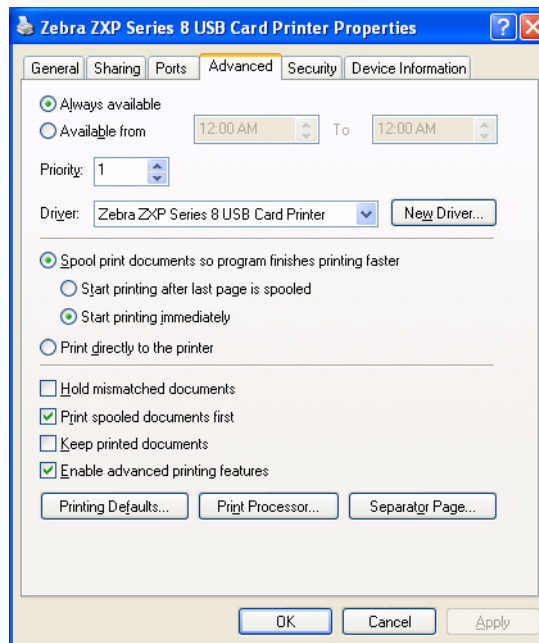 Zebra ZXP Series 8 USB Card Printer Properties
General Sharing Ports Advanced Security Device Information
Always available
Available from 12:00 AM To 12:00 AM
Priority: 1
Driver: Zebra ZXP Series 8 USB Card Printer New Driver...
Spool print documents so program finishes printing faster
Start printing after last page is spooled
Start printing immediately
Print directly to the printer
Hold mismatched documents
Print spooled documents first
Keep printed documents
Enable advanced printing features
Printing Defaults... Print Processor... Separator Page...
OK Cancel Apply